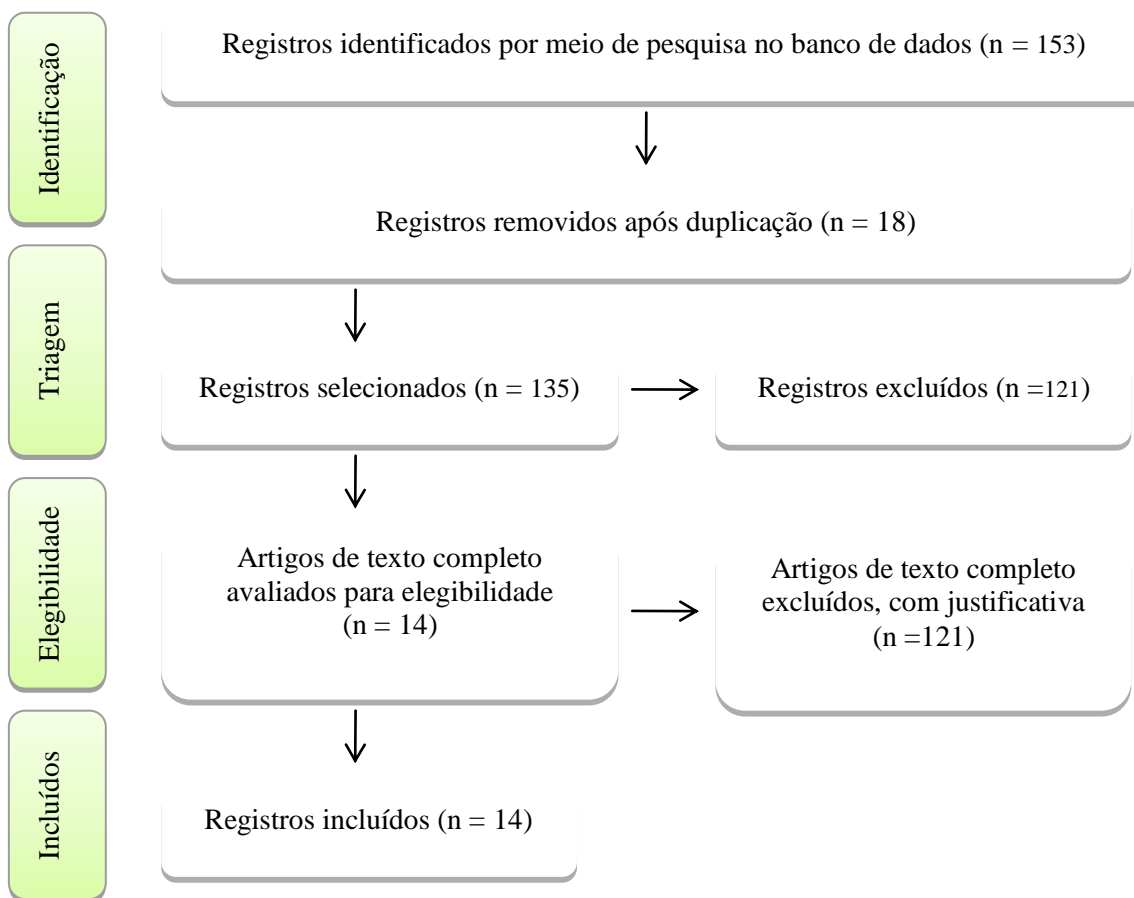 Identificação
Registros identificados por meio de pesquisa no banco de dados (n = 153)
Registros removidos após duplicação (n = 18)
Triagem
Registros selecionados (n = 135)
Registros excluídos (n =121)
Elegibilidade
Artigos de texto completo
avaliados para elegibilidade
(n = 14)
Artigos de texto completo
excluídos, com justificativa
(n =121)
Incluídos
Registros incluídos (n = 14)